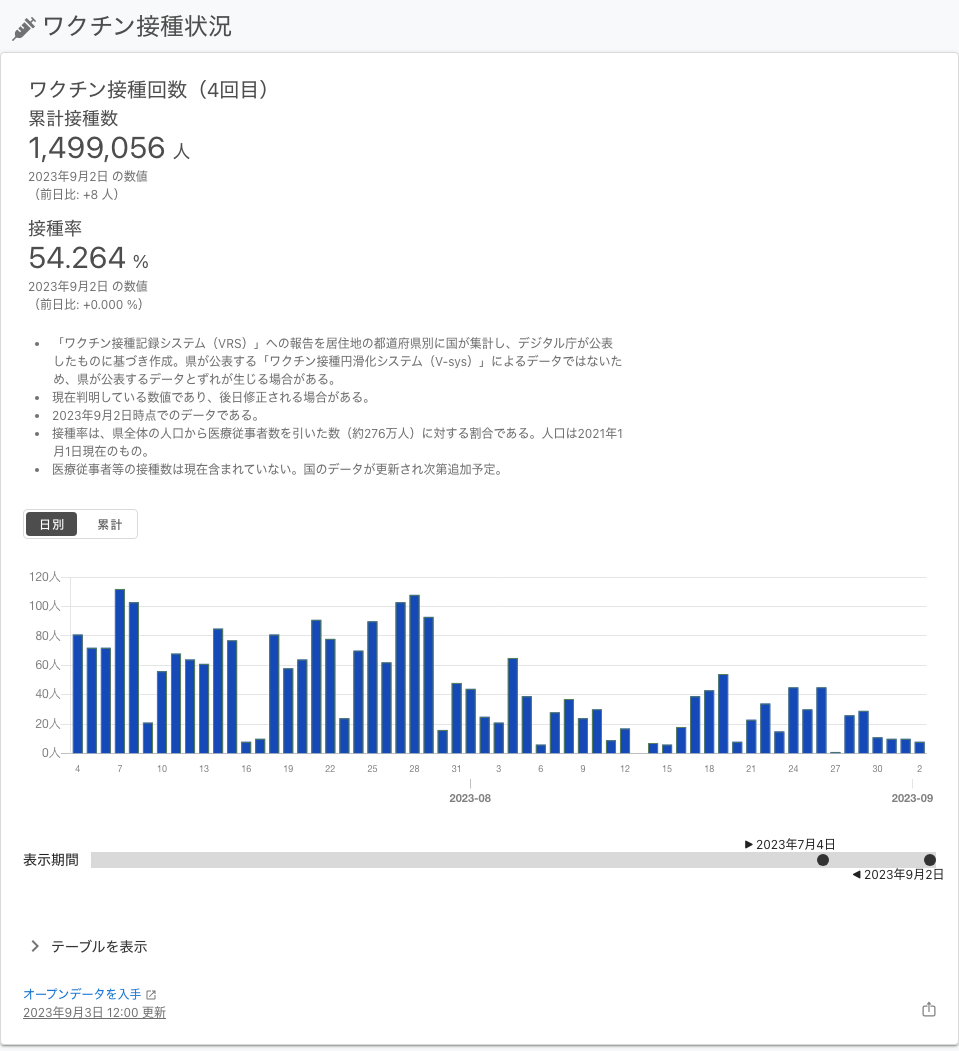 ワクチン接種状況
ワクチン接種回数（4回目）
累計接種数
1,499,056 人
2023年9月2日 の数値
（前日比: +8 人）
接種率
54.264 %
2023年9月2日 の数値
（前日比: +0.000 %）
• 「ワクチン接種記録システム（VRS）」への報告を居住地の都道府県別に国が集計し、デジタル庁が公表
したものに基づき作成。県が公表する「ワクチン接種円滑化システム（V-sys）」によるデータではないた
め、県が公表するデータとずれが生じる場合がある。
• 現在判明している数値であり、後日修正される場合がある。
• 2023年9月2日時点でのデータである。
• 接種率は、県全体の人口から医療従事者数を引いた数（約276万人）に対する割合である。人口は2021年1
月1日現在のもの。
• 医療従事者等の接種数は現在含まれていない。国のデータが更新され次第追加予定。
日別 累計
120人
100人
80人
60人
40人
20人
0人
4 7 10 13 16 19 22 25 28 31 3 6 9 12 15 18 21 24 27 30 2
2023-08 2023-09
▶ 2023年7月4日
表示期間
◀ 2023年9月2日
テーブルを表示
オープンデータを入手
2023年9月3日 12:00 更新